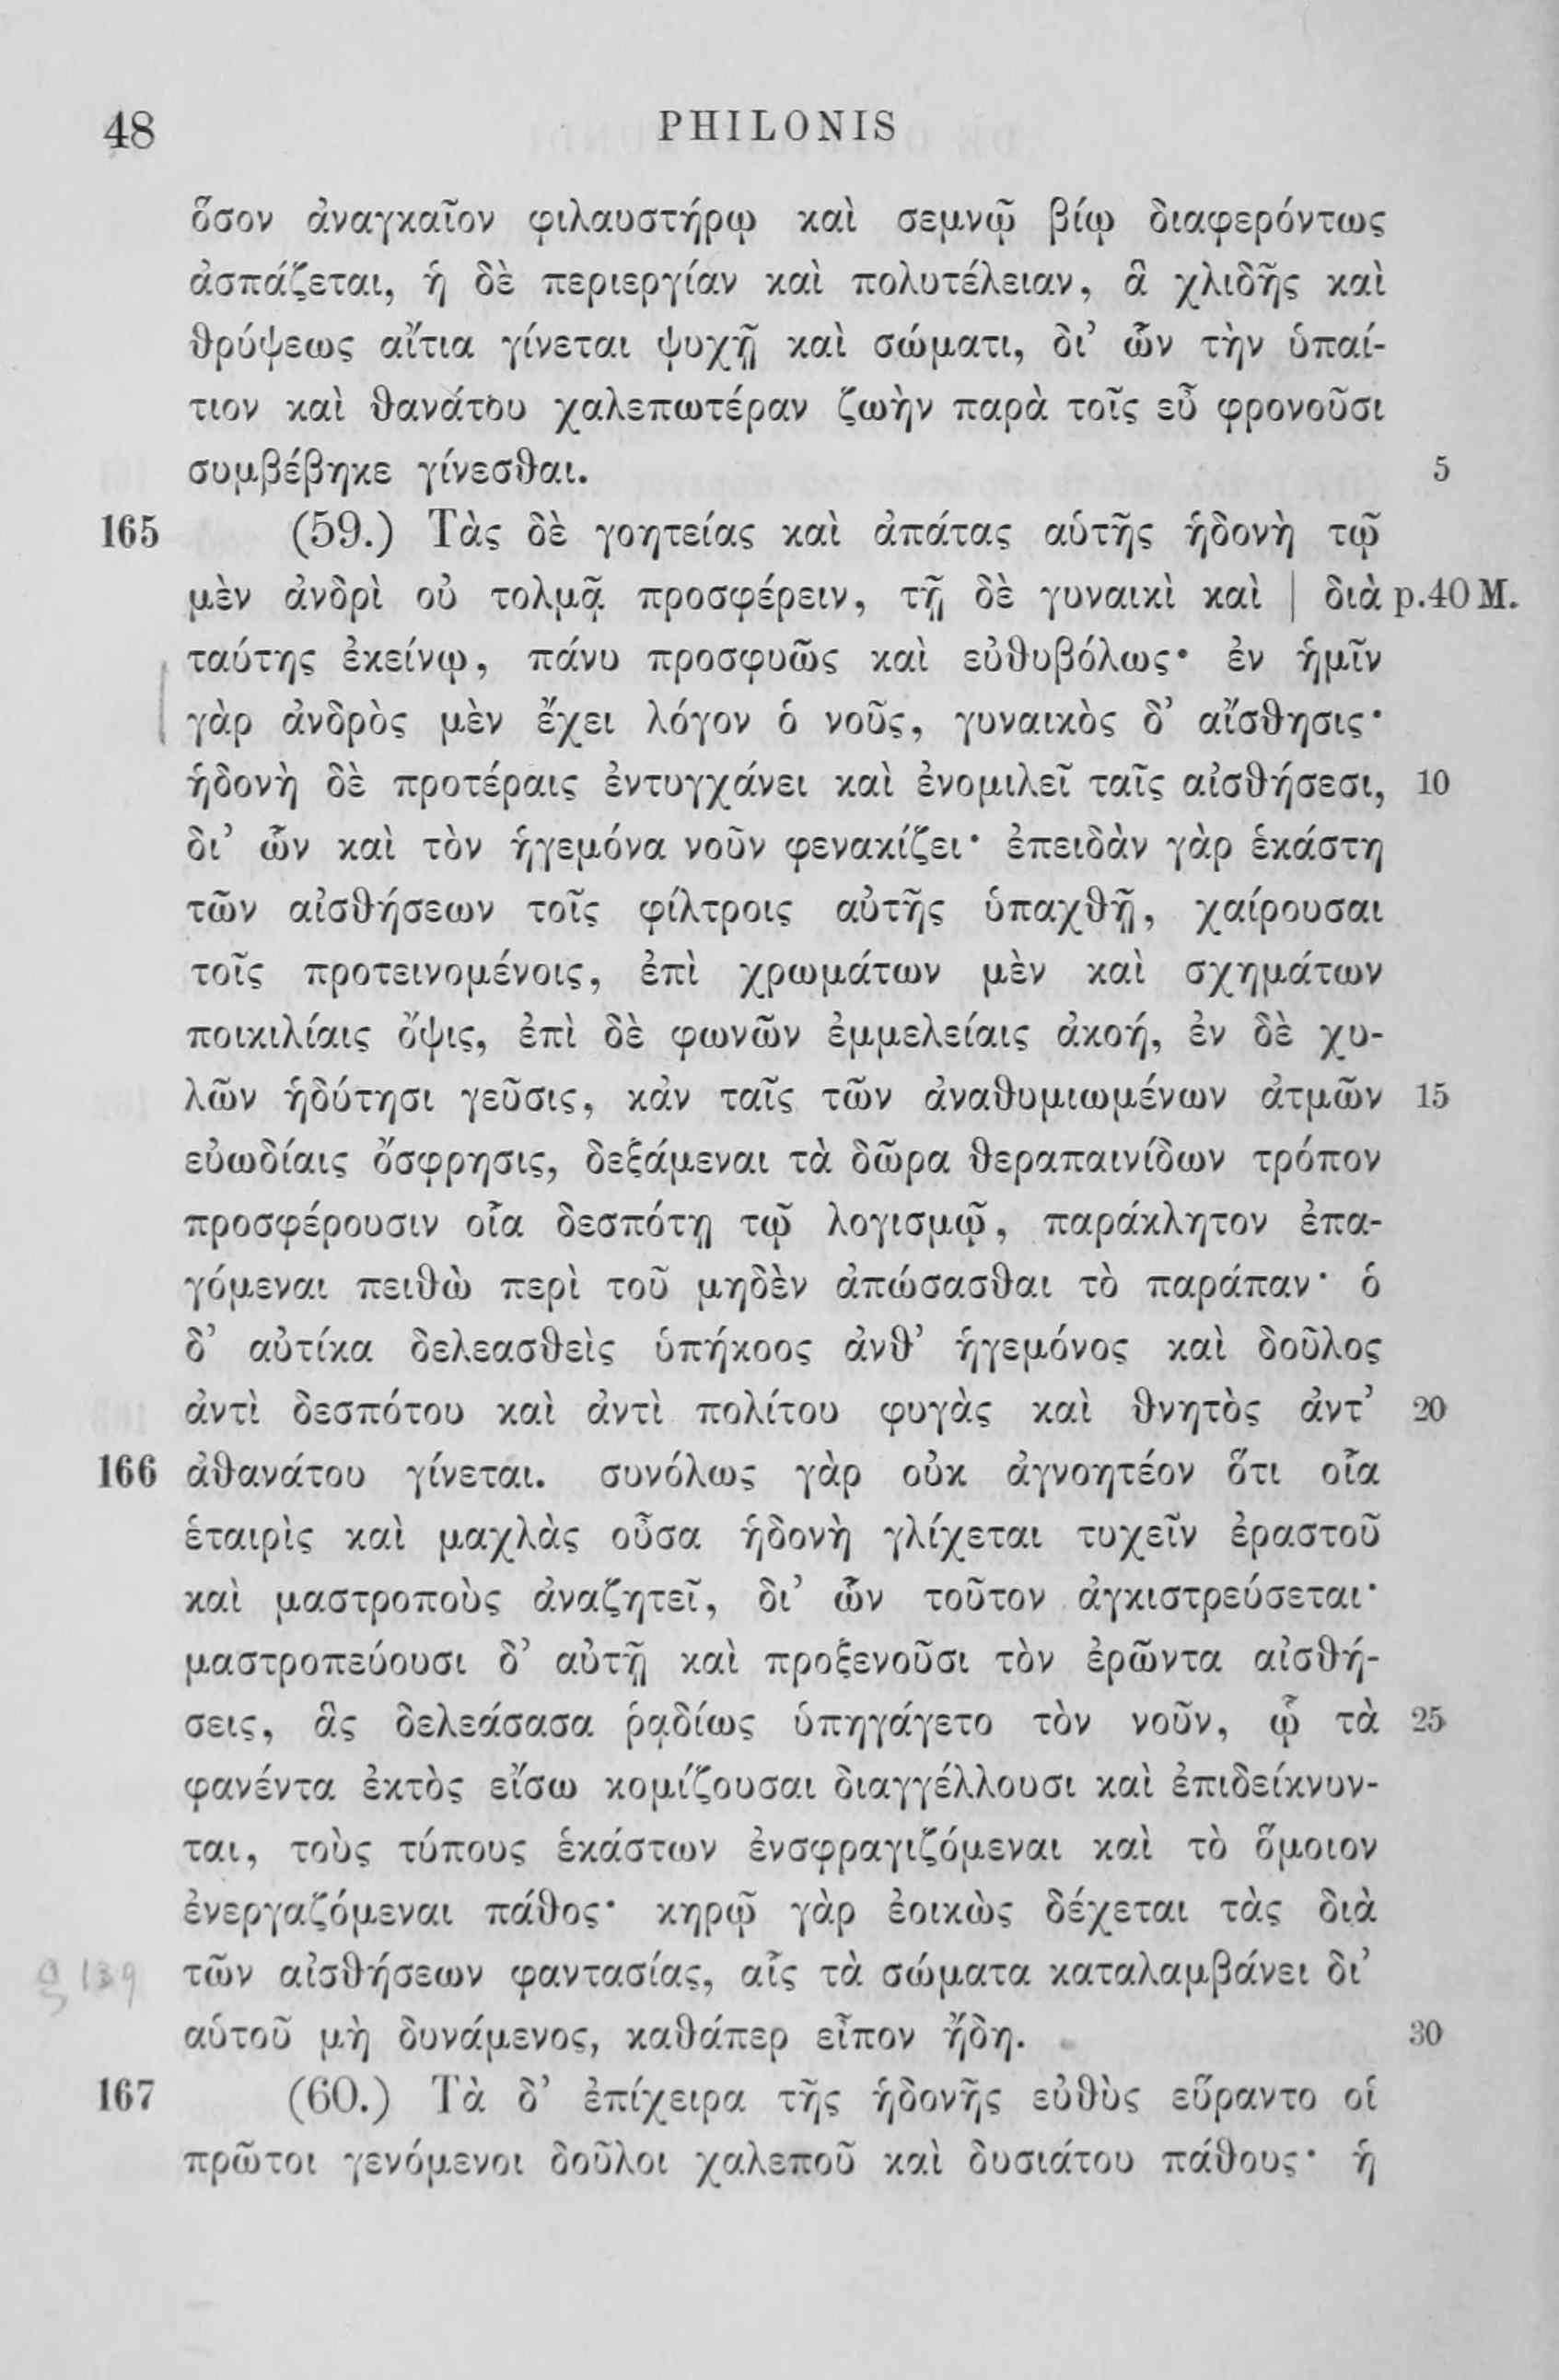 48 PHILONIS
ὅσον ἀναγκαῖον φιλαυστήρῳ καὶ σεμνῷ βίῳ διαφερόντως
ἀσπάζεται, ἡ δὲ περιεργίαν καὶ πολυτέλειαν, ἃ χλιδῆς καὶ
θρύψεως αἴτια γίνεται ψυχῇ καὶ σώματι, δι’ ὧν τὴν ὑπαί-
τιον καὶ θανάτου χαλεπωτέραν ζωὴν παρὰ τοῖς εὖ φρονοῦσι
συμβέβηκε γίνεσθαι. 5
165 (59.) Τὰς δὲ γοητείας καὶ ἀπάτας αὑτῆς ἡδονὴ τῷ
μὲν ἀνδρὶ οὐ τολμᾷ προσφέρειν, τῇ δὲ γυναικὶ καὶ | διὰ p.40 M.
ταύτης ἐκείνῳ, πάνυ προσφυῶς καὶ εὐθυβόλως· ἐν ἡμῖν
γὰρ ἀνδρὸς μὲν ἔχει λόγον ὁ νοῦς, γυναικὸς δ’ αἴσθησις·
ἡδονὴ δὲ προτέραις ἐντυγχάνει καὶ ἐνομιλεῖ ταῖς αἰσθήσεσι, 10
δι’ ὧν καὶ τὸν ἡγεμόνα νοῦν φενακίζει· ἐπειδὰν γὰρ ἑκάστη
τῶν αἰσθήσεων τοῖς φίλτροις αὐτῆς ὑπαχθῇ, χαίρουσαι
τοῖς προτεινομένοις, ἐπὶ χρωμάτων μὲν καὶ σχημάτων
ποικιλίαις ὄψις, ἐπὶ δὲ φωνῶν ἐμμελείαις ἀκοή, ἐν δὲ χυ-
λῶν ἡδύτησι γεῦσις, κἀν ταῖς τῶν ἀναθυμιωμένων ἀτμῶν 15
εὐωδίαις ὄσφρησις, δεξάμεναι τὰ δῶρα θεραπαινίδων τρόπον
προσφέρουσιν οἷα δεσπότῃ τῷ λογισμῷ, παράκλητον ἐπα-
γόμεναι πειθὼ περὶ τοῦ μηδὲν ἀπώσασθαι τὸ παράπαν· ὁ
δ’ αὐτίκα δελεασθεὶς ὑπήκοος ἀνθ’ ἡγεμόνος καὶ δοῦλος
ἀντὶ δεσπότου καὶ ἀντὶ πολίτου φυγὰς καὶ θνητὸς ἀντ’ 20
166 ἀθανάτου γίνεται. συνόλως γὰρ οὐκ ἀγνοητέον ὅτι οἷα
ἑταιρὶς καὶ μαχλὰς οὖσα ἡδονὴ γλίχεται τυχεῖν ἐραστοῦ
καὶ μαστροποὺς ἀναζητεῖ, δι’ ὧν τοῦτον ἀγκιστρεύσεται·
μαστροπεύουσι δ’ αὐτῇ καὶ προξενοῦσι τὸν ἐρῶντα αἰσθή-
σεις, ἃς δελεάσασα ῥᾳδίως ὑπηγάγετο τὸν νοῦν, ᾧ τὰ 25
φανέντα ἐκτὸς εἴσω κομίζουσαι διαγγέλλουσι καὶ ἐπιδείκνυν-
ται, τοὺς τύπους ἑκάστων ἐνσφραγιζόμεναι καὶ τὸ ὅμοιον
ἐνεργαζόμεναι πάθος· κηρῷ γὰρ ἐοικὼς δέχεται τὰς διὰ
139 τῶν αἰσθήσεων φαντασίας, αἷς τὰ σώματα καταλαμβάνει δι’
αὑτοῦ μὴ δυνάμενος, καθάπερ εἶπον ἤδη. 30
167 (60.) Τὰ δ’ ἐπίχειρα τῆς ἡδονῆς εὐθὺς εὕραντο οἱ
πρῶτοι γενόμενοι δοῦλοι χαλεποῦ καὶ δυσιάτου πάθους· ἡ